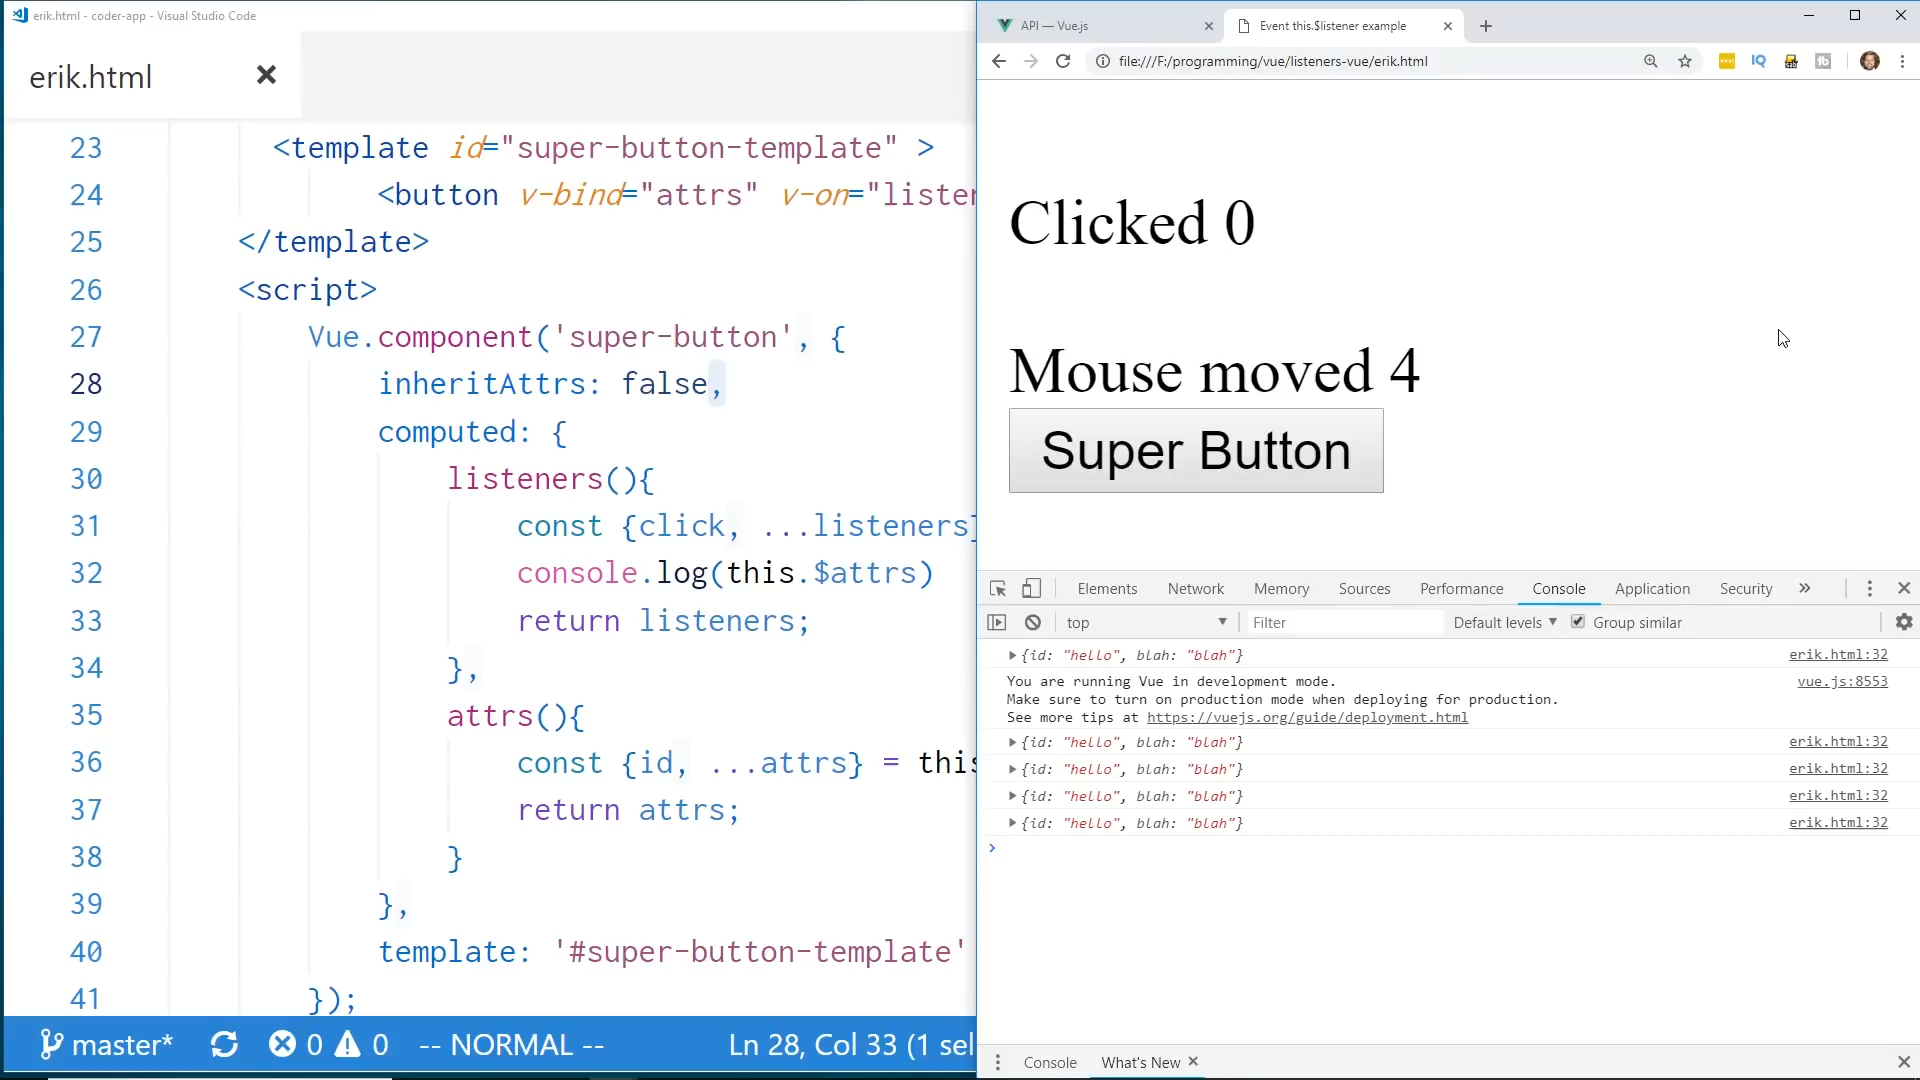 erik.html - coder-app - Visual Studio Code
erik.html
23 <template id="super-button-template" >
24 <button v-bind="attrs" v-on="listen
25 </template>
26 <script>
27 Vue.component('super-button', {
28 inheritAttrs: false,
29 computed: {
30 listeners(){
31 const {click, ...listeners}
32 console.log(this.$attrs)
33 return listeners;
34 },
35 attrs(){
36 const {id, ...attrs} = this
37 return attrs;
38 }
39 },
40 template: '#super-button-template'
41 });
master* 0 0 -- NORMAL -- Ln 28, Col 33 (1 sel
API — Vue.js
Event this.$listener example
file:///F:/programming/vue/listeners-vue/erik.html
IQ
Clicked 0
Mouse moved 4
Super Button
Elements Network Memory Sources Performance Console Application Security »
top Filter Default levels Group similar
{id: "hello", blah: "blah"} erik.html:32
You are running Vue in development mode. vue.js:8553
Make sure to turn on production mode when deploying for production.
See more tips at https://vuejs.org/guide/deployment.html
{id: "hello", blah: "blah"} erik.html:32
{id: "hello", blah: "blah"} erik.html:32
{id: "hello", blah: "blah"} erik.html:32
{id: "hello", blah: "blah"} erik.html:32
>
Console What's New